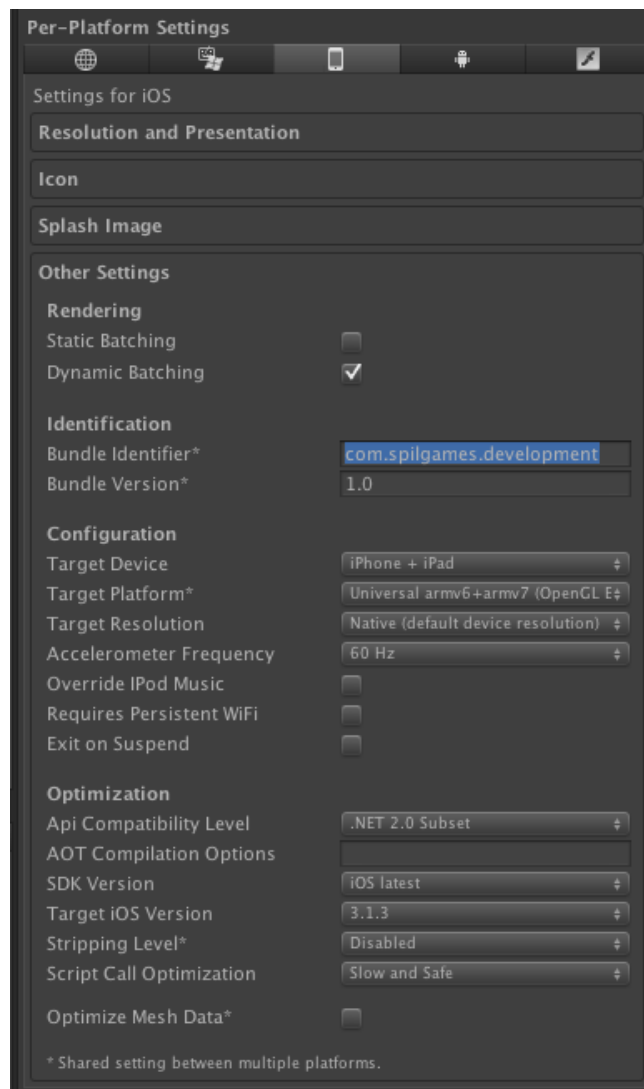 Per-Platform Settings
Settings for iOS
Resolution and Presentation
Icon
Splash Image
Other Settings
Rendering
Static Batching
Dynamic Batching
Identification
Bundle Identifier* com.spilgames.development
Bundle Version* 1.0
Configuration
Target Device iPhone + iPad
Target Platform* Universal armv6+armv7 (OpenGL E
Target Resolution Native (default device resolution)
Accelerometer Frequency 60 Hz
Override IPod Music
Requires Persistent WiFi
Exit on Suspend
Optimization
Api Compatibility Level .NET 2.0 Subset
AOT Compilation Options
SDK Version iOS latest
Target iOS Version 3.1.3
Stripping Level* Disabled
Script Call Optimization Slow and Safe
Optimize Mesh Data*
* Shared setting between multiple platforms.